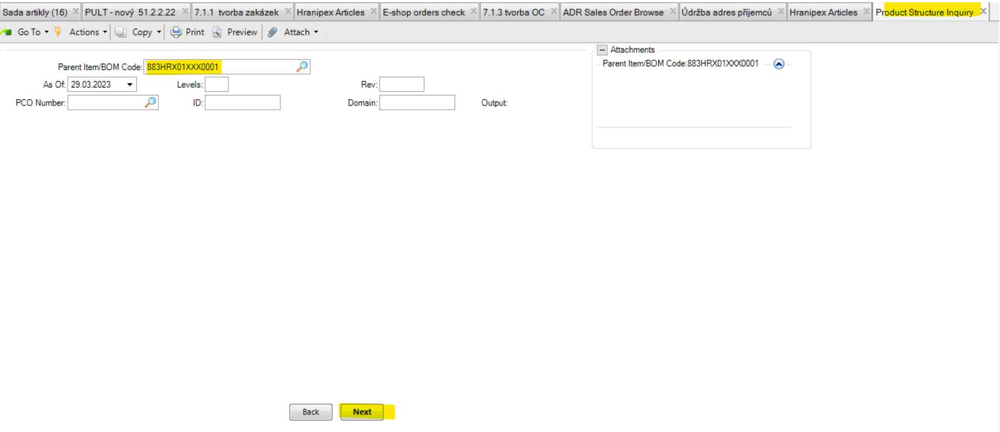 Sada artikly (16) PULT - nový 51.2.2.22 7.1.1 tvorba zakázek Hranipex Articles E-shop orders check 7.1.3 tvorba OC ADR Sales Order Browse Údržba adres příjemců Hranipex Articles Product Structure Inquiry
Go To Actions Copy Print Preview Attach
Attachments
Parent Item/BOM Code: 883HRX01XXX0001
Parent Item/BOM Code:883HRX01XXX0001
As Of: 29.03.2023 Levels: Rev:
PCO Number: ID: Domain: Output:
Back Next